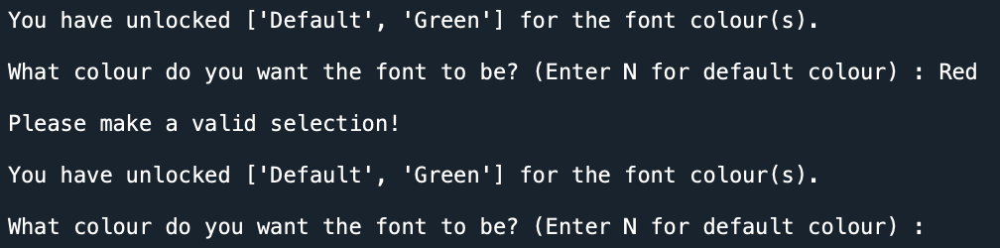 You have unlocked ['Default', 'Green'] for the font colour(s).
What colour do you want the font to be? (Enter N for default colour) : Red
Please make a valid selection!
You have unlocked ['Default', 'Green'] for the font colour(s).
What colour do you want the font to be? (Enter N for default colour) :